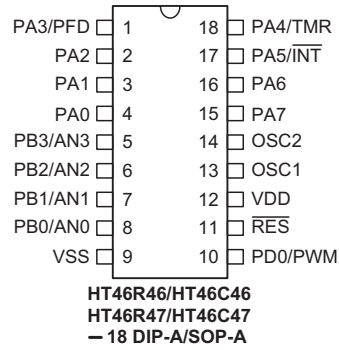 PA3/PFD 1 18 PA4/TMR
PA2 2 17 PA5/INT
PA1 3 16 PA6
PA0 4 15 PA7
PB3/AN3 5 14 OSC2
PB2/AN2 6 13 OSC1
PB1/AN1 7 12 VDD
PB0/AN0 8 11 RES
VSS 9 10 PD0/PWM
HT46R46/HT46C46
HT46R47/HT46C47
— 18 DIP-A/SOP-A